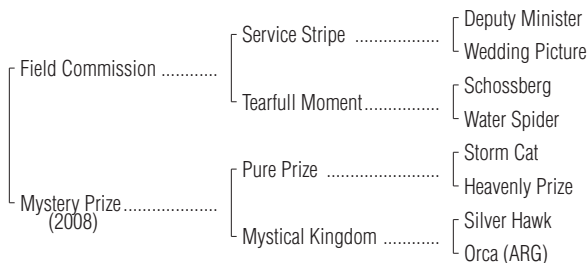 Deputy Minister
Service Stripe ..................
Wedding Picture
Field Commission ............
Schossberg
Tearfull Moment................
Water Spider
Storm Cat
Pure Prize ........................
Heavenly Prize
Mystery Prize....................
(2008)
Silver Hawk
Mystical Kingdom ............
Orca (ARG)